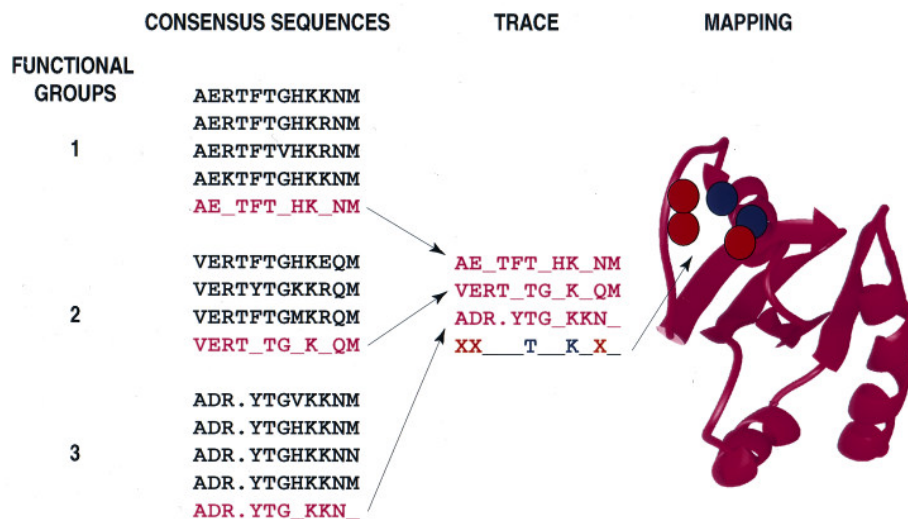 CONSENSUS SEQUENCES TRACE MAPPING
FUNCTIONAL
GROUPS
1
AERTFTGHKKNM
AERTFTGHKRNM
AERTFTVHKRNM
AEKTFTGHKKNM
AE_TFT_HK_NM
2
VERTFTGHKEQM
VERTYTGKKRQM
VERTFTGMKRQM
VERT_TG_K_QM
3
ADR.YTGVKKNM
ADR.YTGHKKNM
ADR.YTGHKKNN
ADR.YTGHKKNM
ADR.YTG_KKN_
AE_TFT_HK_NM
VERT_TG_K_QM
ADR.YTG_KKN_
XX___T__K_X_